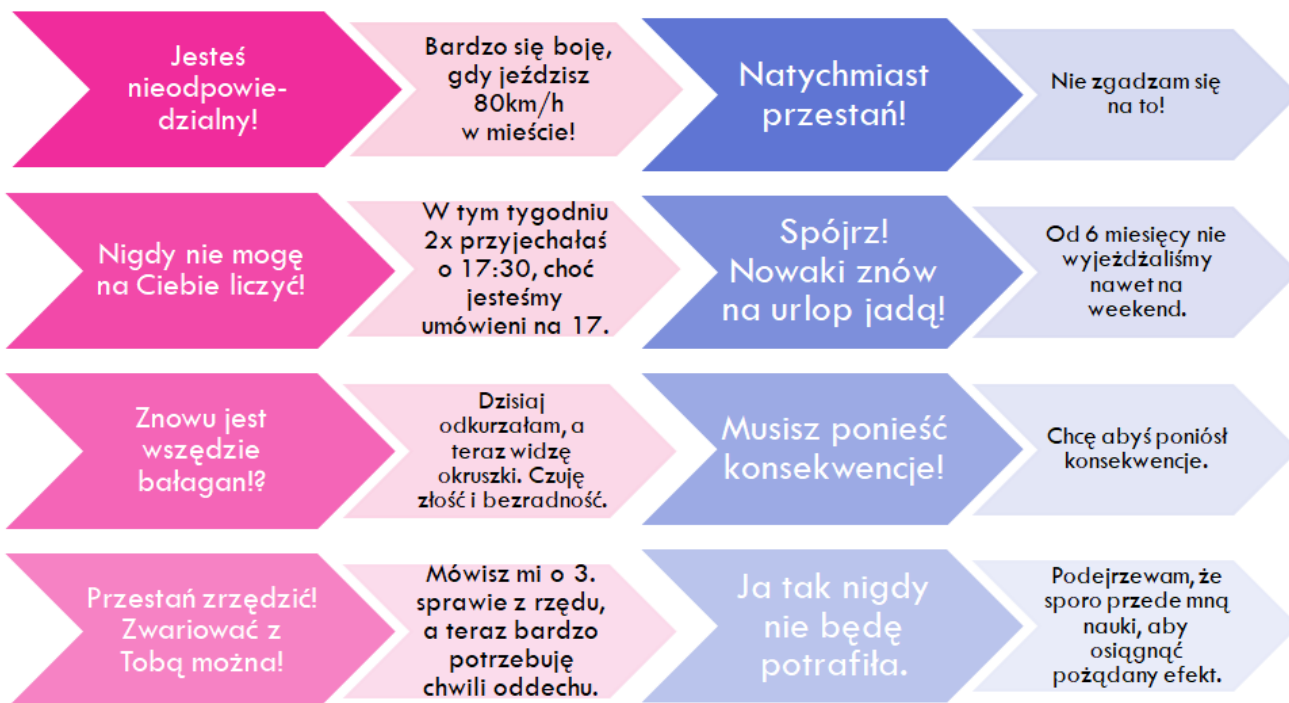 Jesteś
nieodpowie-
dzialny!
Bardzo się boję,
gdy jeździsz
80km/h
w mieście!
Natychmiast
przestań!
Nie zgadzam się
na to!
Nigdy nie mogę
na Ciebie liczyć!
W tym tygodniu
2x przyjechałaś
o 17:30, choć
jesteśmy
umówieni na 17.
Spójrz!
Nowaki znów
na urlop jadą!
Od 6 miesięcy nie
wyjeżdżaliśmy
nawet na
weekend.
Znowu jest
wszędzie
bałagan!?
Dzisiaj
odkurzałam, a
teraz widzę
okruszki. Czuję
złość i bezradność.
Musisz ponieść
konsekwencje!
Chcę abyś poniósł
konsekwencje.
Przestań zrzędzić!
Zwariować z
Tobą można!
Mówisz mi o 3.
sprawie z rzędu,
a teraz bardzo
potrzebuję
chwili oddechu.
Ja tak nigdy
nie będę
potrafiła.
Podejrzewam, że
sporo przede mną
nauki, aby
osiągnąć
pożądany efekt.